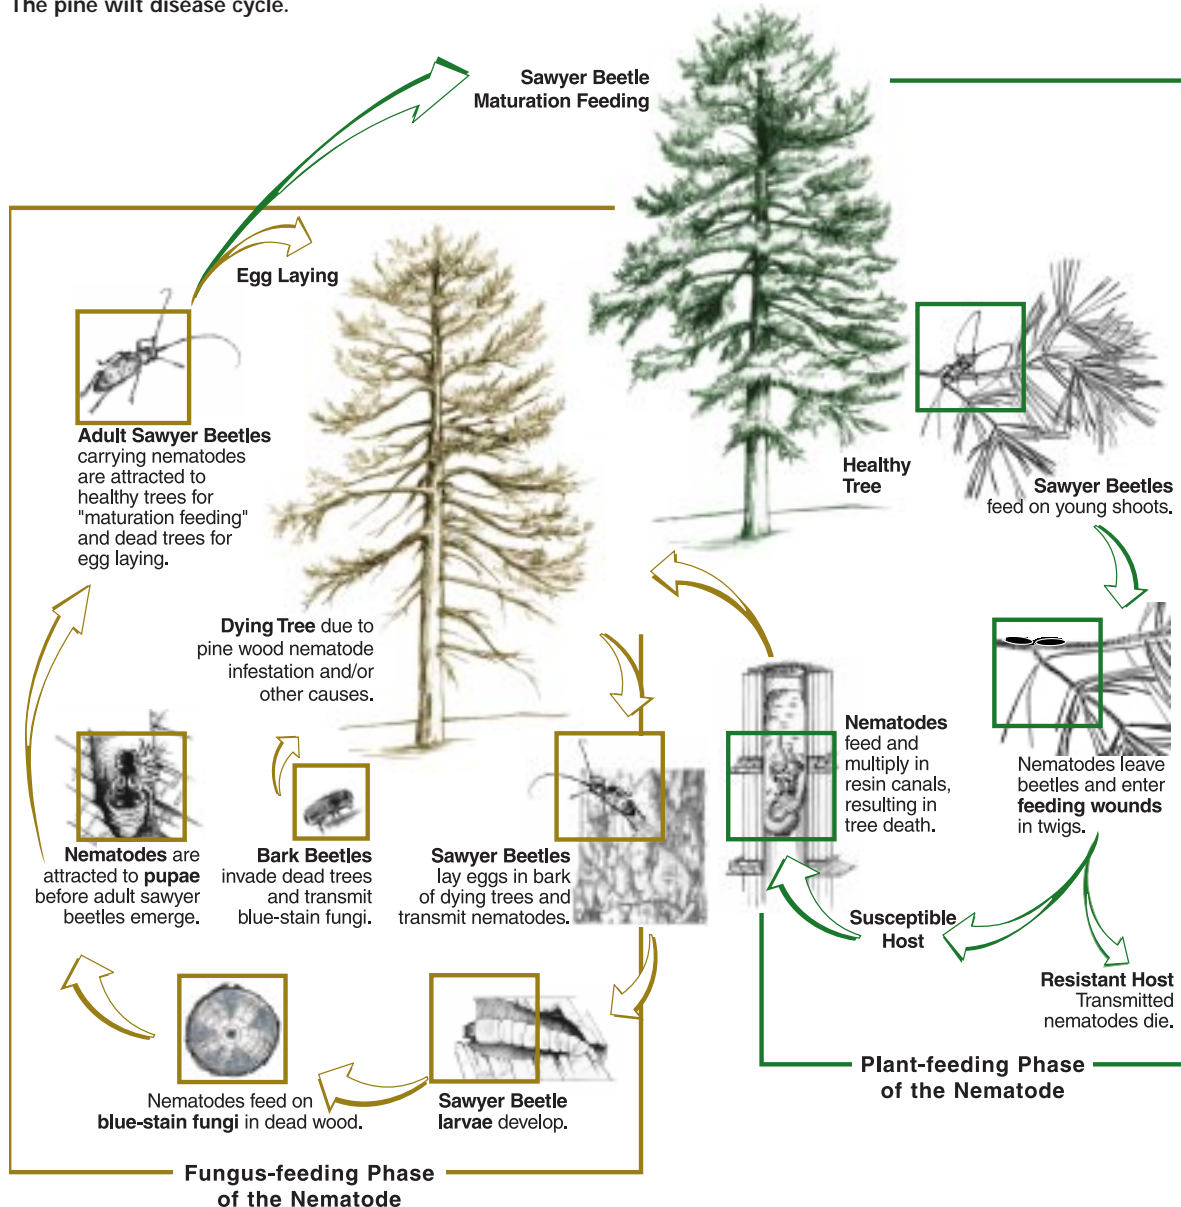 The pine wilt disease cycle.
Sawyer Beetle
Maturation Feeding
Egg Laying
Adult Sawyer Beetles
carrying nematodes
are attracted to
healthy trees for
"maturation feeding"
and dead trees for
egg laying.
Healthy
Tree
Sawyer Beetles
feed on young shoots.
Dying Tree due to
pine wood nematode
infestation and/or
other causes.
Nematodes
feed and
multiply in
resin canals,
resulting in
tree death.
Nematodes leave
beetles and enter
feeding wounds
in twigs.
Nematodes are
attracted to pupae
before adult sawyer
beetles emerge.
Bark Beetles
invade dead trees
and transmit
blue-stain fungi.
Sawyer Beetles
lay eggs in bark
of dying trees and
transmit nematodes.
Susceptible
Host
Resistant Host
Transmitted
nematodes die.
Plant-feeding Phase
of the Nematode
Nematodes feed on
blue-stain fungi in dead wood.
Sawyer Beetle
larvae develop.
Fungus-feeding Phase
of the Nematode